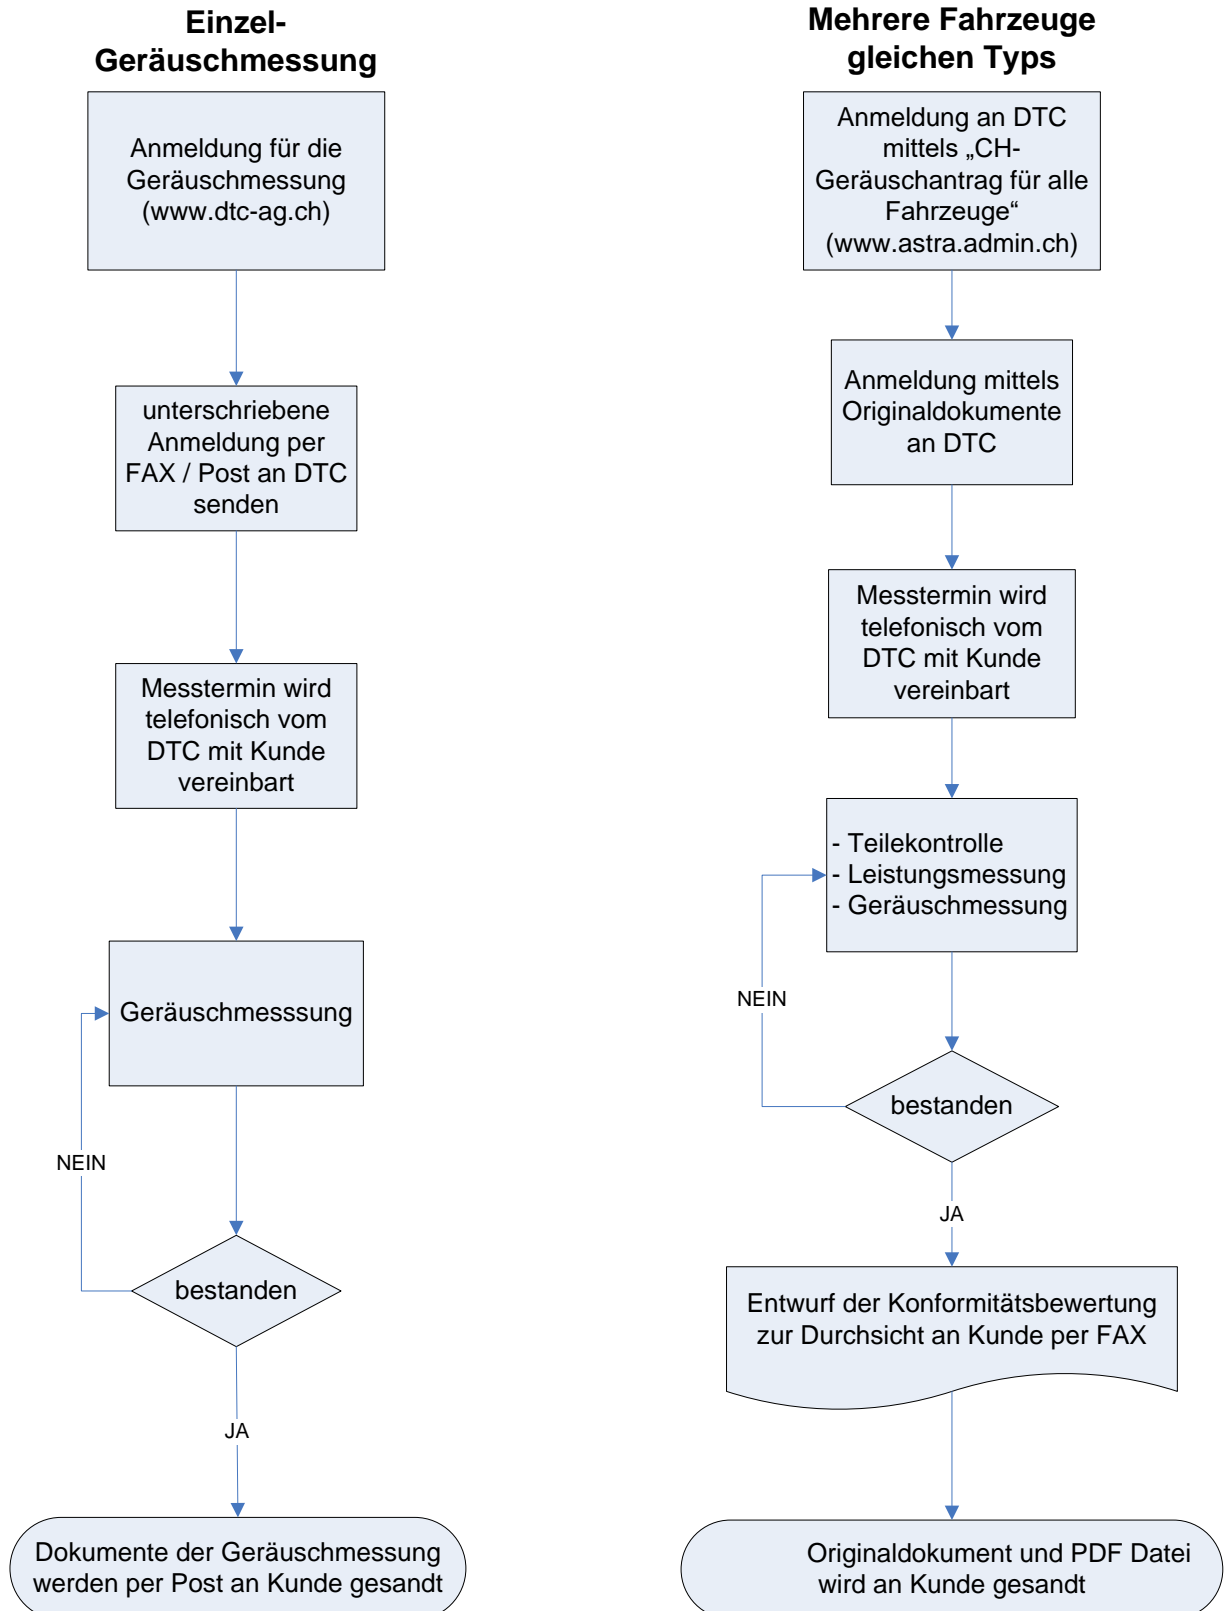 Einzel-
Geräuschmessung
Anmeldung für die
Geräuschmessung
(www.dtc-ag.ch)
unterschriebene
Anmeldung per
FAX / Post an DTC
senden
Messtermin wird
telefonisch vom
DTC mit Kunde
vereinbart
Geräuschmesssung
NEIN
bestanden
JA
Dokumente der Geräuschmessung
werden per Post an Kunde gesandt
Mehrere Fahrzeuge
gleichen Typs
Anmeldung an DTC
mittels „CH-
Geräuschantrag für alle
Fahrzeuge“
(www.astra.admin.ch)
Anmeldung mittels
Originaldokumente
an DTC
Messtermin wird
telefonisch vom
DTC mit Kunde
vereinbart
- Teilekontrolle
- Leistungsmessung
- Geräuschmessung
NEIN
bestanden
JA
Entwurf der Konformitätsbewertung
zur Durchsicht an Kunde per FAX
Originaldokument und PDF Datei
wird an Kunde gesandt